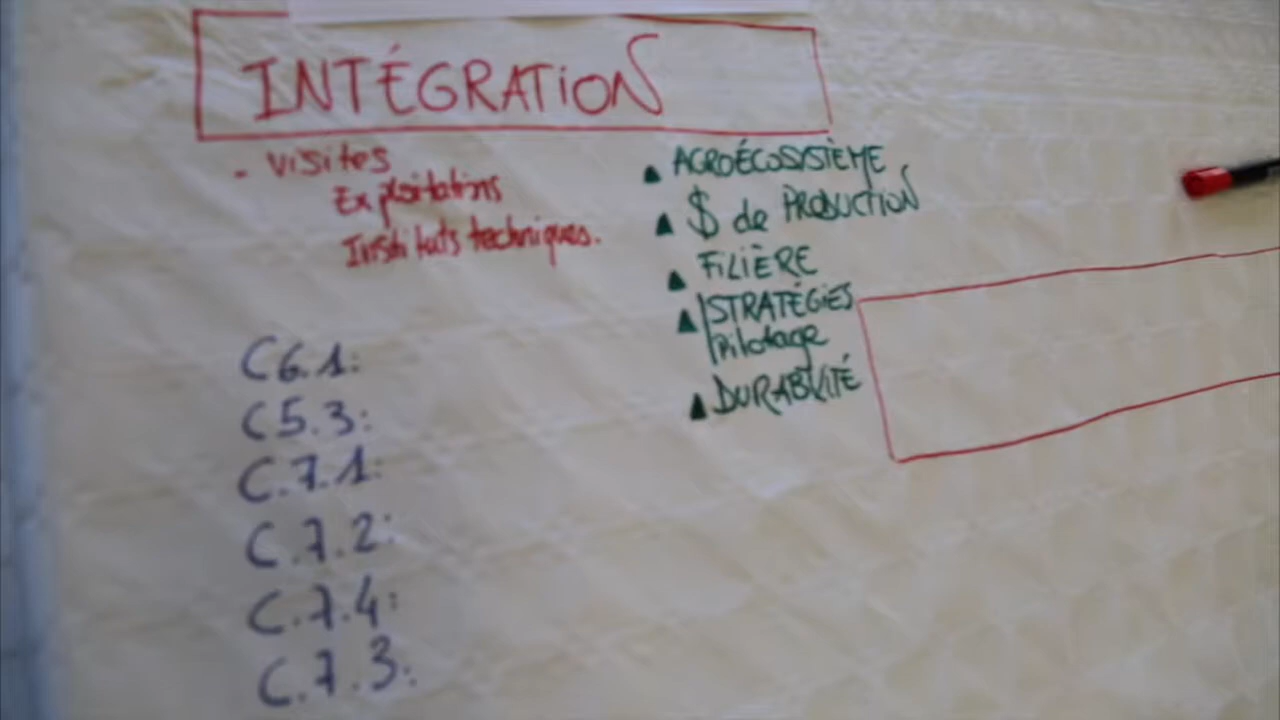 INTÉGRATION
- Visites
Exploitations
Instituts techniques.
▲ AGROÉCOSYSTÈME
▲ $ de PRODUCTION
▲ FILIÈRE
▲ STRATÉGIES
Pilotage
▲ DURABILITÉ
C6.1:
C5.3:
C.7.1:
C.7.2:
C.7.4:
C.7.3: